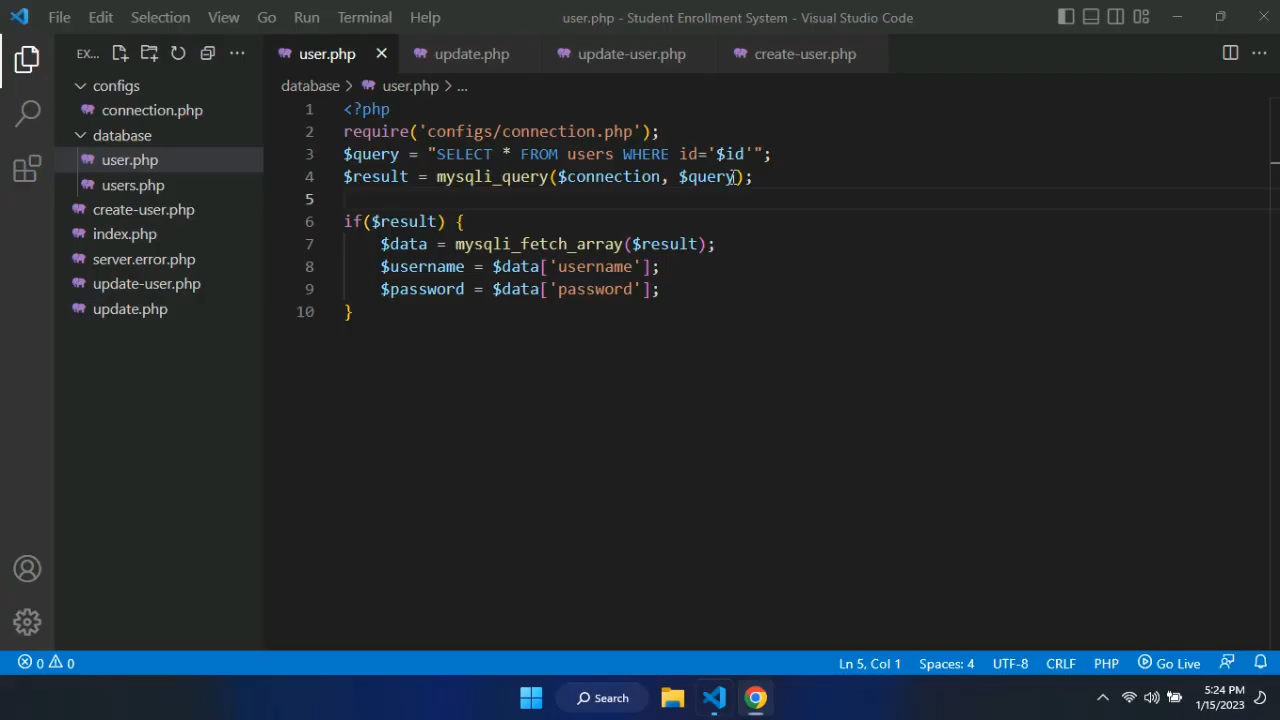 File Edit Selection View Go Run Terminal Help
user.php - Student Enrollment System - Visual Studio Code
EX...
user.php
update.php
update-user.php
create-user.php
configs
connection.php
database
user.php
users.php
create-user.php
index.php
server.error.php
update-user.php
update.php
database > user.php > ...
1 <?php
2 require('configs/connection.php');
3 $query = "SELECT * FROM users WHERE id='$id'";
4 $result = mysqli_query($connection, $query);
5
6 if($result) {
7 $data = mysqli_fetch_array($result);
8 $username = $data['username'];
9 $password = $data['password'];
10 }
0 0 Ln 5, Col 1 Spaces: 4 UTF-8 CRLF PHP Go Live
Search
5:24 PM
1/15/2023